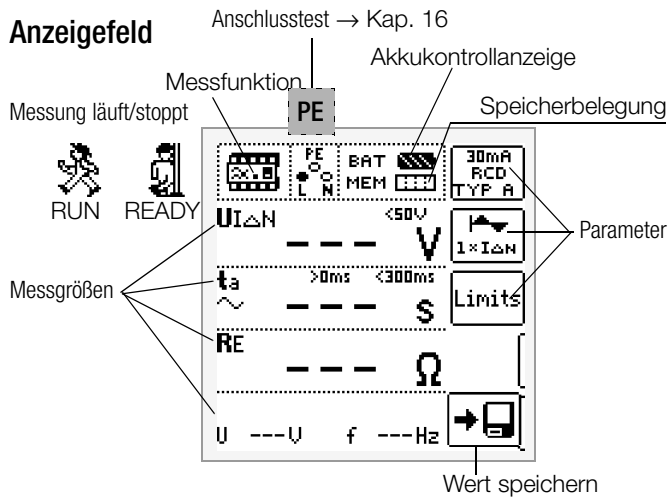 Anzeigefeld
Anschlusstest → Kap. 16
Akkukontrollanzeige
Messfunktion
Speicherbelegung
Messung läuft/stoppt
PE
RUN
READY
PE
L N
BAT
MEM
30mA
RCD
TYP A
UI△N
<50V
--- V
1×I△N
Parameter
Messgrößen
ta
>0ms <300ms
~
--- s
Limits
RE
--- Ω
U ---V f ---Hz
Wert speichern